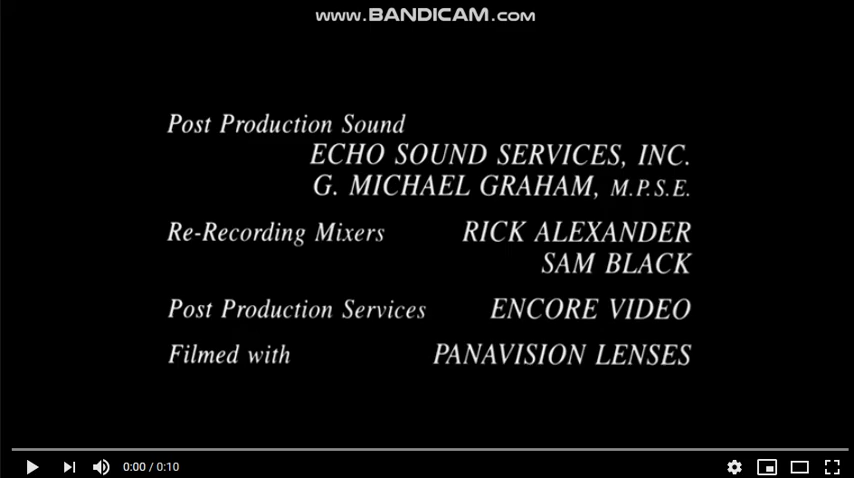 www.BANDICAM.com
Post Production Sound
ECHO SOUND SERVICES, INC.
G. MICHAEL GRAHAM, M.P.S.E.
Re-Recording Mixers RICK ALEXANDER
SAM BLACK
Post Production Services ENCORE VIDEO
Filmed with PANAVISION LENSES
0:00 / 0:10